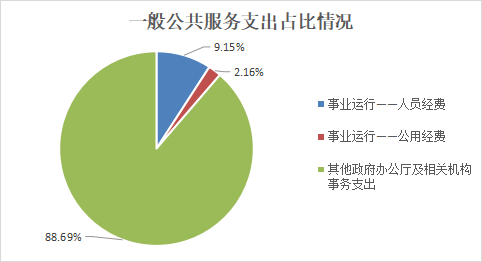 一般公共服务支出占比情况
9.15%
2.16%
88.69%
事业运行——人员经费
事业运行——公用经费
其他政府办公厅及相关机构
事务支出